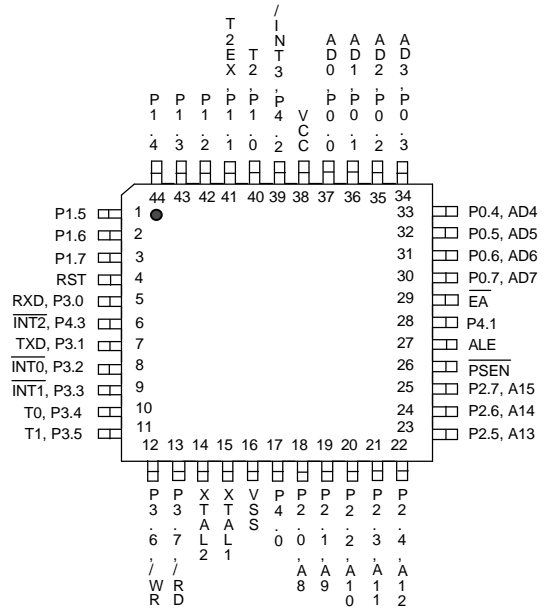 P1.4
P1.3
P1.2
T2EX,P1.1
T2,P1.0
/INT3,P4.2
VCC
AD0,P0.0
AD1,P0.1
AD2,P0.2
AD3,P0.3
44 43 42 41 40 39 38 37 36 35 34
P1.5 1
P1.6 2
P1.7 3
RST 4
RXD, P3.0 5
INT2, P4.3 6
TXD, P3.1 7
INT0, P3.2 8
INT1, P3.3 9
T0, P3.4 10
T1, P3.5 11
33 P0.4, AD4
32 P0.5, AD5
31 P0.6, AD6
30 P0.7, AD7
29 EA
28 P4.1
27 ALE
26 PSEN
25 P2.7, A15
24 P2.6, A14
23 P2.5, A13
12 13 14 15 16 17 18 19 20 21 22
P3.6,/WR
P3.7,/RD
XTAL2
XTAL1
VSS
P4.0
P2.0,A8
P2.1,A9
P2.2,A10
P2.3,A11
P2.4,A12